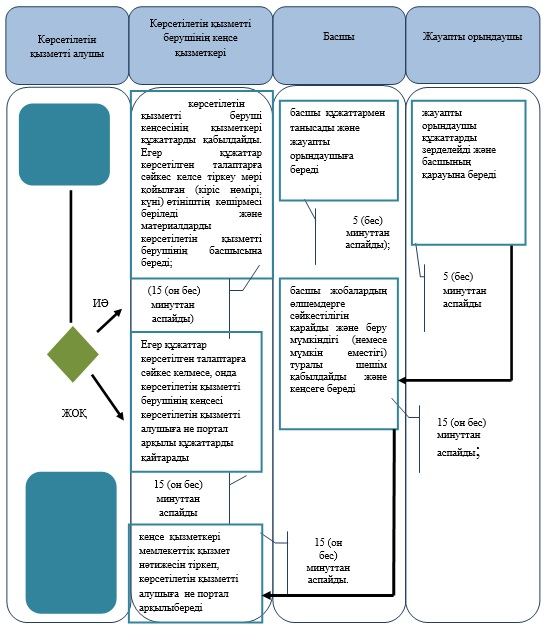 Көрсетілетін
қызметті алушы
Көрсетілетін қызметті
берушінің кеңсе
қызметкері
Басшы
Жауапты орындаушы
көрсетілетін
қызметті беруші
кеңсесінің қызметкері
құжаттарды қабылдайды.
Егер құжаттар
көрсетілген талаптарға
сәйкес келсе тіркеу мөрі
қойылған (кіріс нөмірі,
күні) өтініштің көшірмесі
беріледі және
материалдарды
көрсетілетін қызметті
берушінің басшысына
береді;
(15 (он бес)
минуттан
аспайды)
ИӘ
Егер құжаттар
көрсетілген талаптарға
сәйкес келмесе, онда
көрсетілетін қызметті
берушінің кеңсесі
көрсетілетін қызметті
алушыға не портал
арқылы құжаттарды
қайтарады
ЖОҚ
15 (он бес)
минуттан
аспайды
кеңсе қызметкері
мемлекеттік қызмет
нәтижесін тіркеп,
көрсетілетін қызметті
алушыға не портал
арқылыбереді
басшы құжаттармен
танысады және
жауапты
орындаушыға
береді
5 (бес)
минуттан
аспайды);
басшы жобалардың
өлшемдерге
сәйкестілігін
қарайды және беру
мүмкіндігі (немесе
мүмкін еместігі)
туралы шешім
қабылдайды және
кеңсеге береді
15 (он
бес)
минуттан
аспайды.
жауапты
орындаушы
құжаттарды
зерделейді және
басшының
қарауына береді
5 (бес)
минуттан
аспайды
15 (он бес)
минуттан
аспайды;